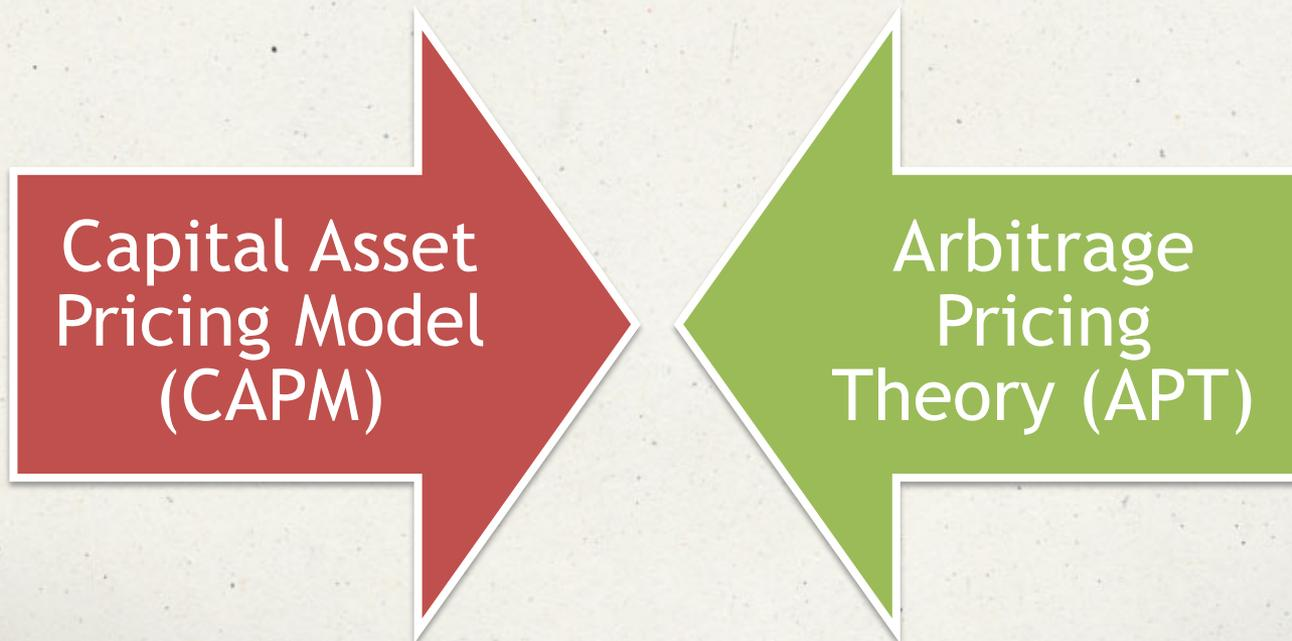 Capital Asset
Pricing Model
(CAPM)
Arbitrage
Pricing
Theory (APT)